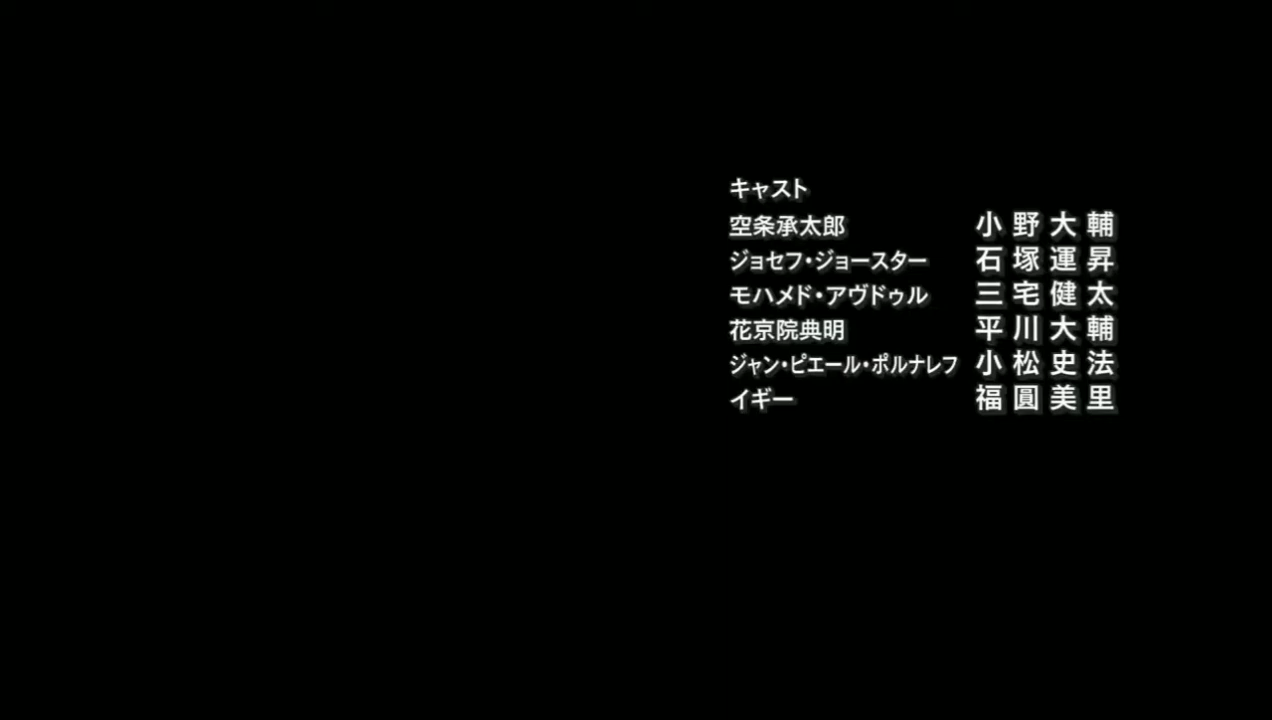 キャスト
空条承太郎 小野大輔
ジョセフ・ジョースター 石塚運昇
モハメド・アヴドゥル 三宅健太
花京院典明 平川大輔
ジャン・ピエール・ポルナレフ 小松史法
イギー 福圓美里